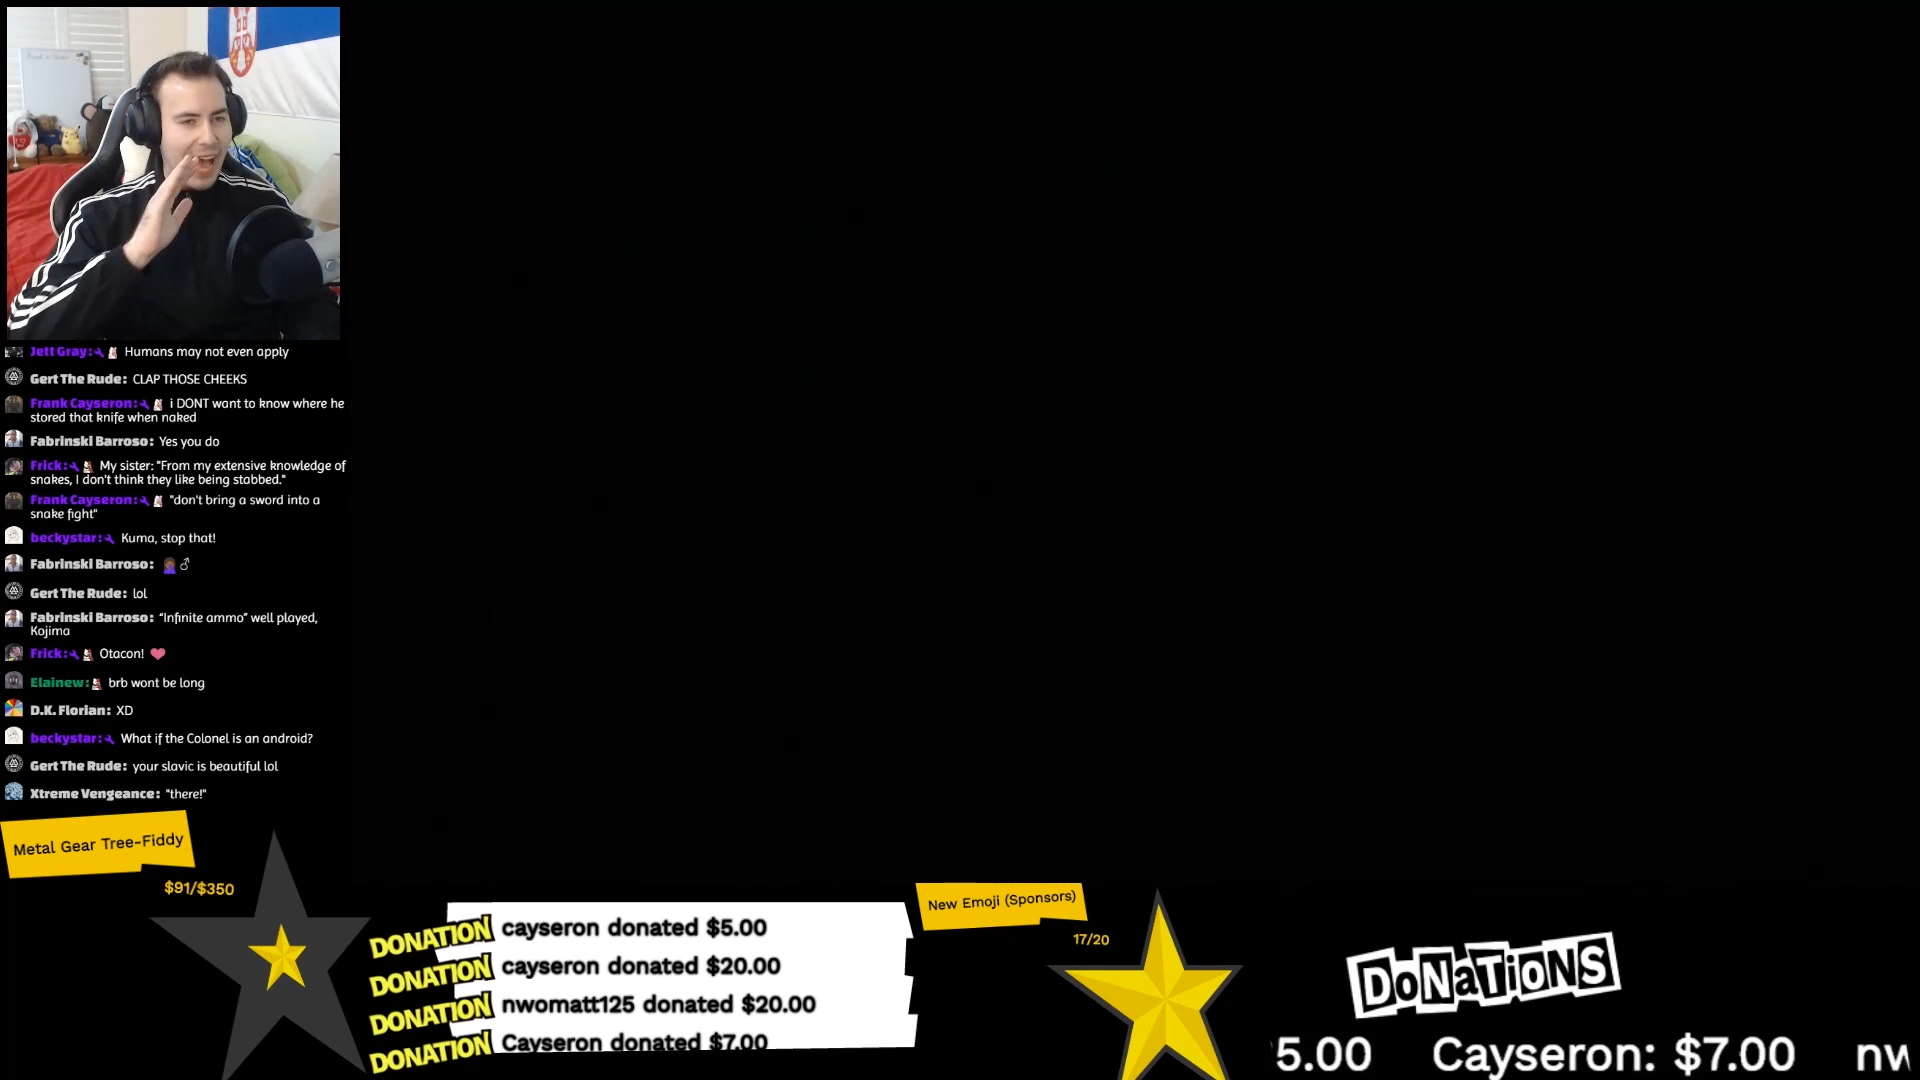 Jeff Gray: Humans may not even apply
Gert The Rude: CLAP THOSE CHEEKS
Frank Cayseron: i DONT want to know where he
stored that knife when naked
Fabrinski Barroso: Yes you do
Frick: My sister: "From my extensive knowledge of
snakes, I don't think they like being stabbed."
Frank Cayseron: "don't bring a sword into a
snake fight"
beckystar: Kuma, stop that!
Fabrinski Barroso: 🤦🏾♂
Gert The Rude: lol
Fabrinski Barroso: “Infinite ammo” well played,
Kojima
Frick: Otacon! ❤
Elainew: brb wont be long
D.K. Florian: XD
beckystar: What if the Colonel is an android?
Gert The Rude: your slavic is beautiful lol
Xtreme Vengeance: "there!"
Metal Gear Tree-Fiddy
$91/$350
DONATION cayseron donated $5.00
DONATION cayseron donated $20.00
DONATION nwomatt125 donated $20.00
DONATION Cayseron donated $7.00
New Emoji (Sponsors)
17/20
DoNaTiONS
5.00 Cayseron: $7.00 nw